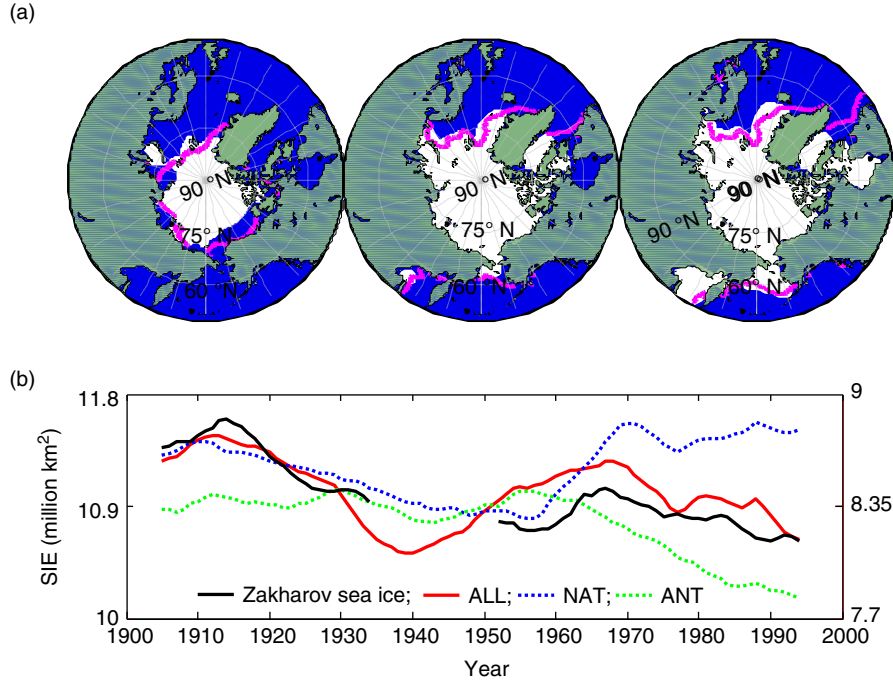 (a)
90 °N
75° N
60 °N
90 °N
75° N
60° N
90 °N
90 °N
75° N
60° N
(b)
11.8
10.9
10
SIE (million km²)
9
8.35
7.7
Zakharov sea ice; ALL; NAT; ANT
1900 1910 1920 1930 1940 1950 1960 1970 1980 1990 2000
Year